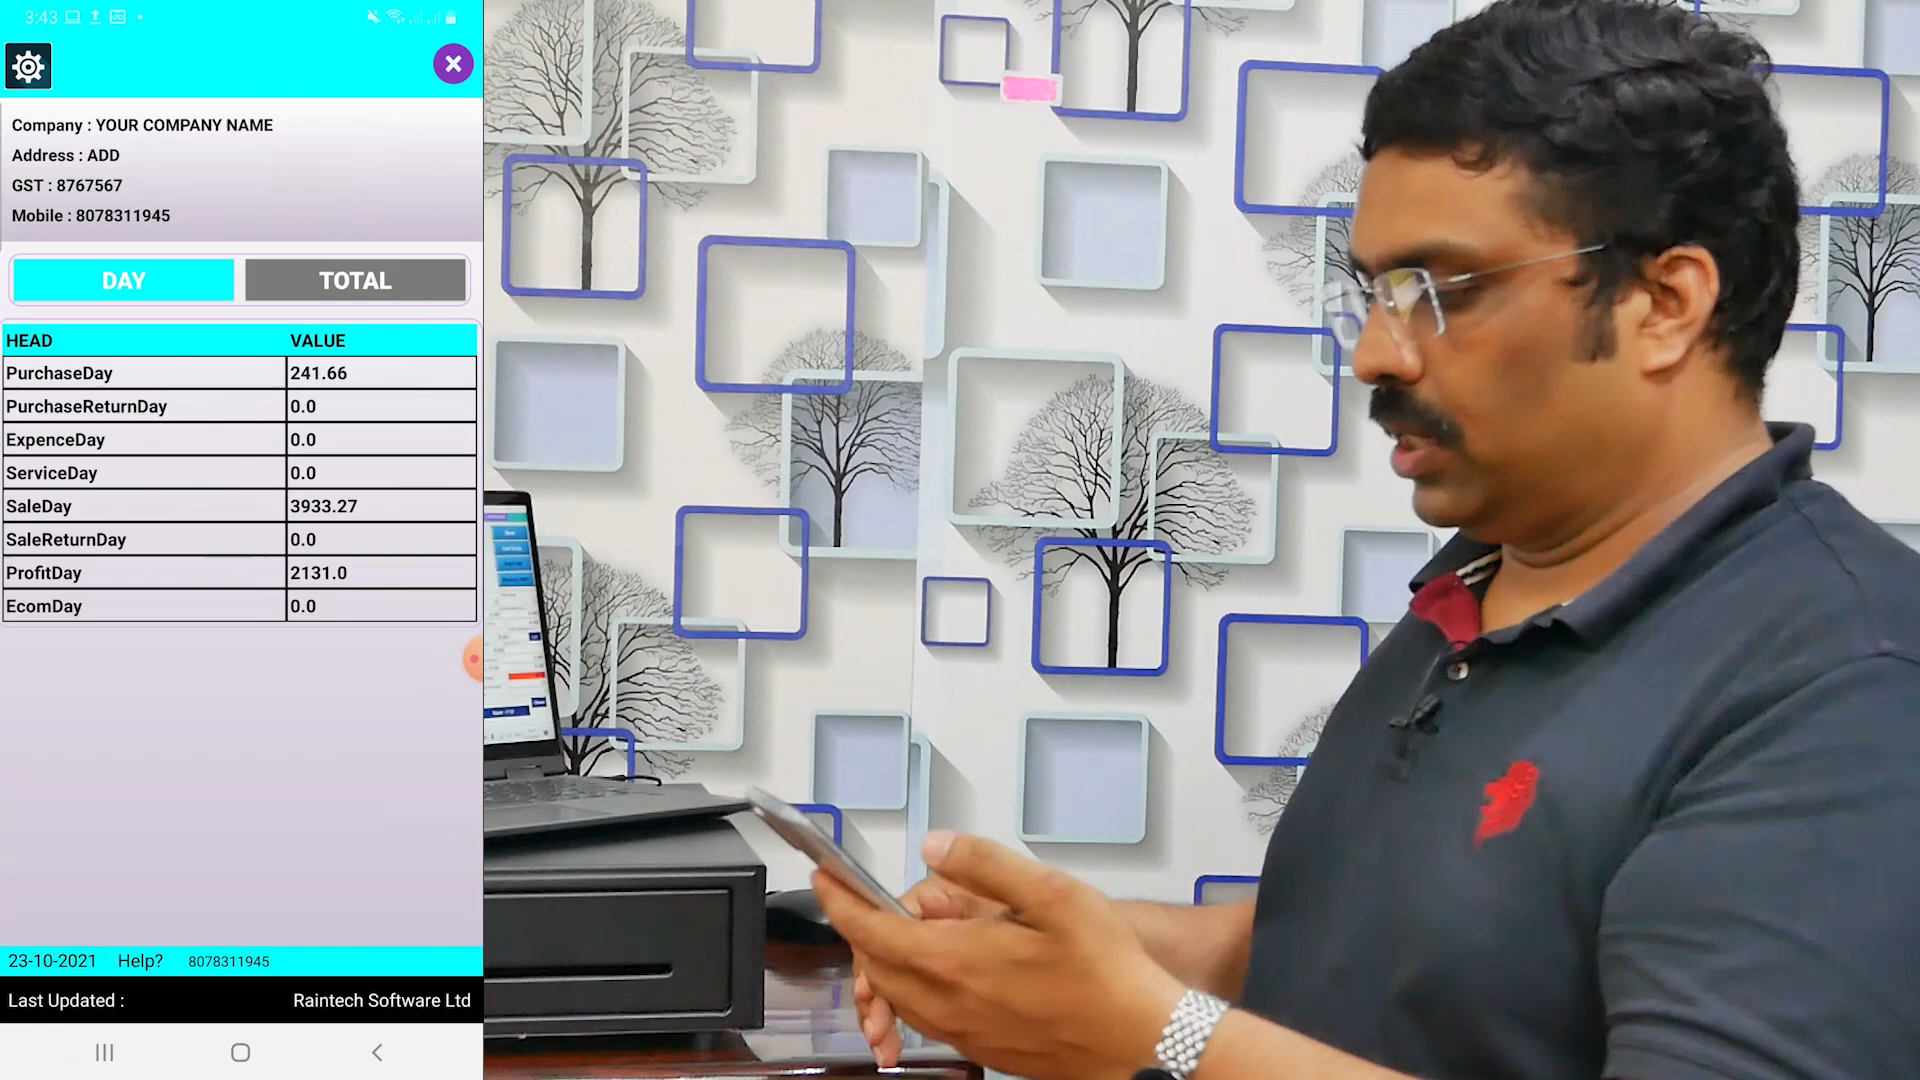 3:43
Company : YOUR COMPANY NAME
Address : ADD
GST : 8767567
Mobile : 8078311945
DAY TOTAL
HEAD VALUE
PurchaseDay 241.66
PurchaseReturnDay 0.0
ExpenceDay 0.0
ServiceDay 0.0
SaleDay 3933.27
SaleReturnDay 0.0
ProfitDay 2131.0
EcomDay 0.0
23-10-2021 Help? 8078311945
Last Updated : Raintech Software Ltd